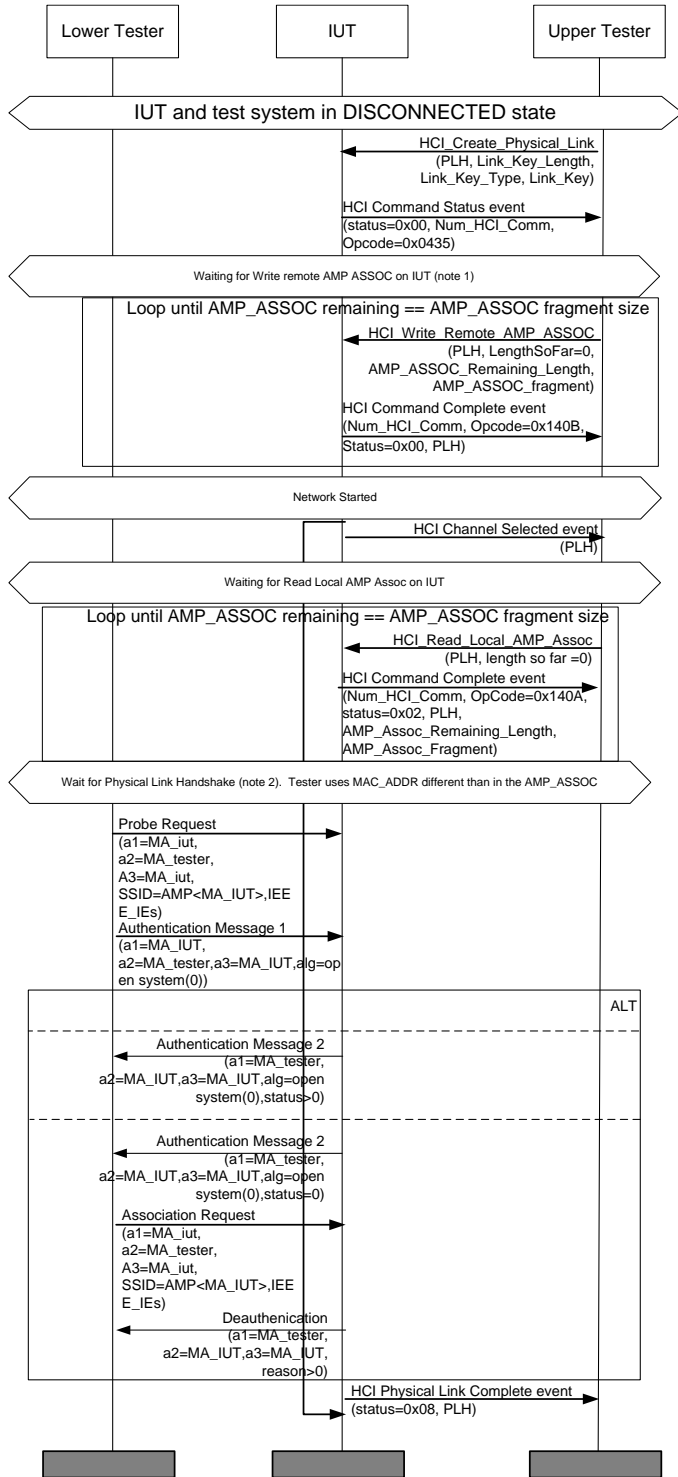 Lower Tester
IUT
Upper Tester
IUT and test system in DISCONNECTED state
HCI_Create_Physical_Link
(PLH, Link_Key_Length,
Link_Key_Type, Link_Key)
HCI Command Status event
(status=0x00, Num_HCI_Comm,
Opcode=0x0435)
Waiting for Write remote AMP ASSOC on IUT (note 1)
Loop until AMP_ASSOC remaining == AMP_ASSOC fragment size
HCI_Write_Remote_AMP_ASSOC
(PLH, LengthSoFar=0,
AMP_ASSOC_Remaining_Length,
AMP_ASSOC_fragment)
HCI Command Complete event
(Num_HCI_Comm, Opcode=0x140B,
Status=0x00, PLH)
Network Started
HCI Channel Selected event
(PLH)
Waiting for Read Local AMP Assoc on IUT
Loop until AMP_ASSOC remaining == AMP_ASSOC fragment size
HCI_Read_Local_AMP_Assoc
(PLH, length so far =0)
HCI Command Complete event
(Num_HCI_Comm, OpCode=0x140A,
status=0x02, PLH,
AMP_Assoc_Remaining_Length,
AMP_Assoc_Fragment)
Wait for Physical Link Handshake (note 2).  Tester uses MAC_ADDR different than in the AMP_ASSOC
Probe Request
(a1=MA_iut,
a2=MA_tester,
A3=MA_iut,
SSID=AMP<MA_IUT>,IEE
E_IEs)
Authentication Message 1
(a1=MA_IUT,
a2=MA_tester,a3=MA_IUT,alg=op
en system(0))
ALT
Authentication Message 2
(a1=MA_tester,
a2=MA_IUT,a3=MA_IUT,alg=open
system(0),status>0)
Authentication Message 2
(a1=MA_tester,
a2=MA_IUT,a3=MA_IUT,alg=open
system(0),status=0)
Association Request
(a1=MA_iut,
a2=MA_tester,
A3=MA_iut,
SSID=AMP<MA_IUT>,IEE
E_IEs)
Deauthenication
(a1=MA_tester,
a2=MA_IUT,a3=MA_IUT,
reason>0)
HCI Physical Link Complete event
(status=0x08, PLH)